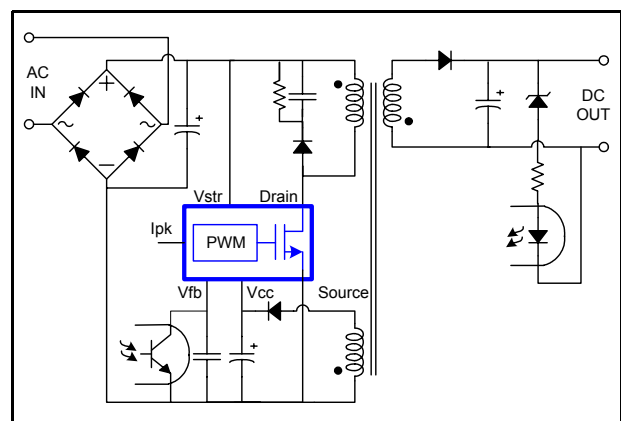 AC
IN
+
~
~
−
+
+
DC
OUT
Vstr
Drain
Ipk
PWM
Vfb
Vcc
Source
+